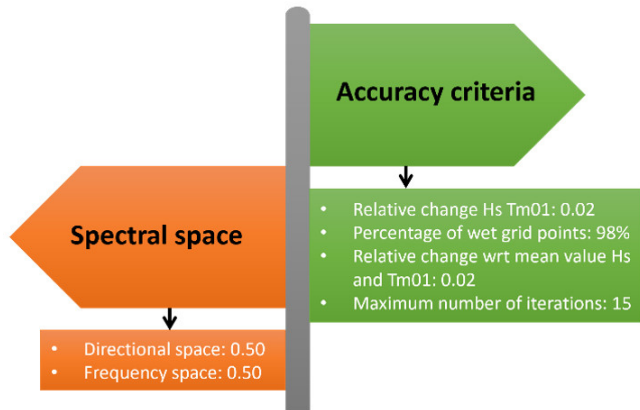 Accuracy criteria
• Relative change Hs Tm01: 0.02
• Percentage of wet grid points: 98%
• Relative change wrt mean value Hs
and Tm01: 0.02
• Maximum number of iterations: 15
Spectral space
• Directional space: 0.50
• Frequency space: 0.50